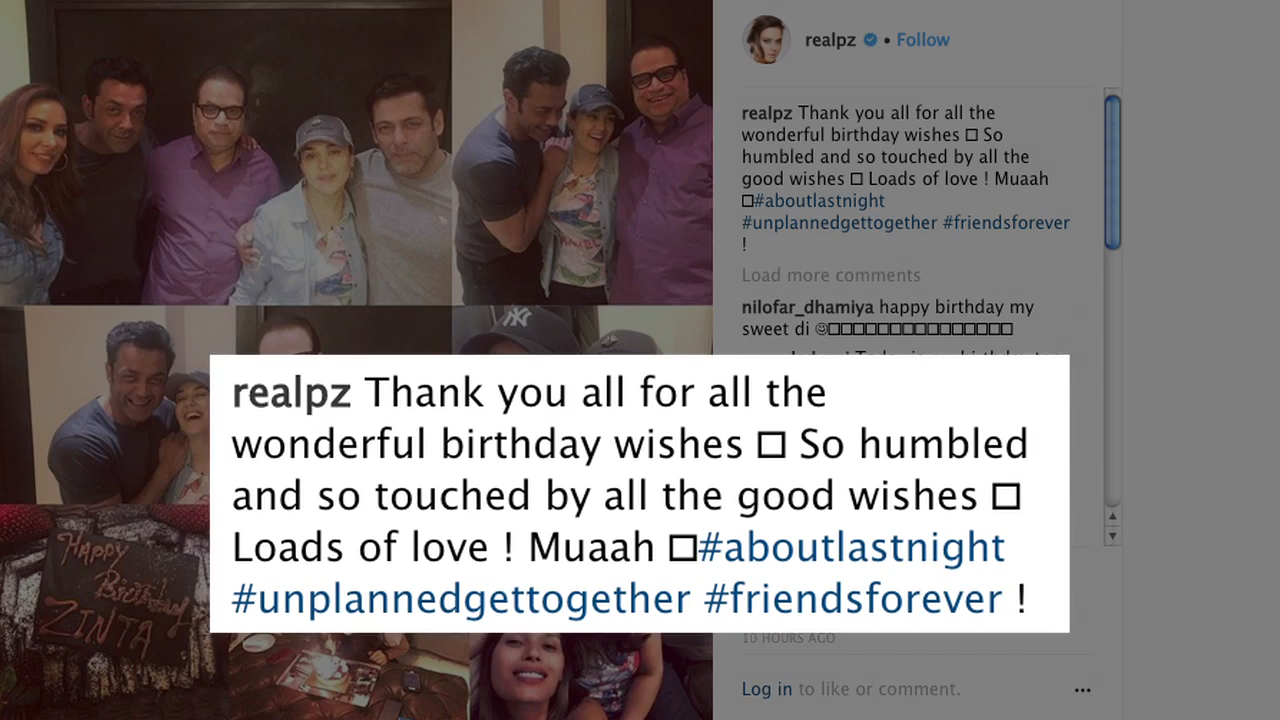 realpz • Follow
realpz Thank you all for all the
wonderful birthday wishes □ So
humbled and so touched by all the
good wishes □ Loads of love ! Muaah
□#aboutlastnight
#unplannedgettogether #friendsforever
!
Load more comments
nilofar_dhamiya happy birthday my
sweet di ☺□□□□□□□□□□□□□□□
realpz Thank you all for all the
wonderful birthday wishes □ So humbled
and so touched by all the good wishes □
Loads of love ! Muaah □#aboutlastnight
#unplannedgettogether #friendsforever !
HAPPY
Birthday
ZINTA
10 HOURS AGO
Log in to like or comment.